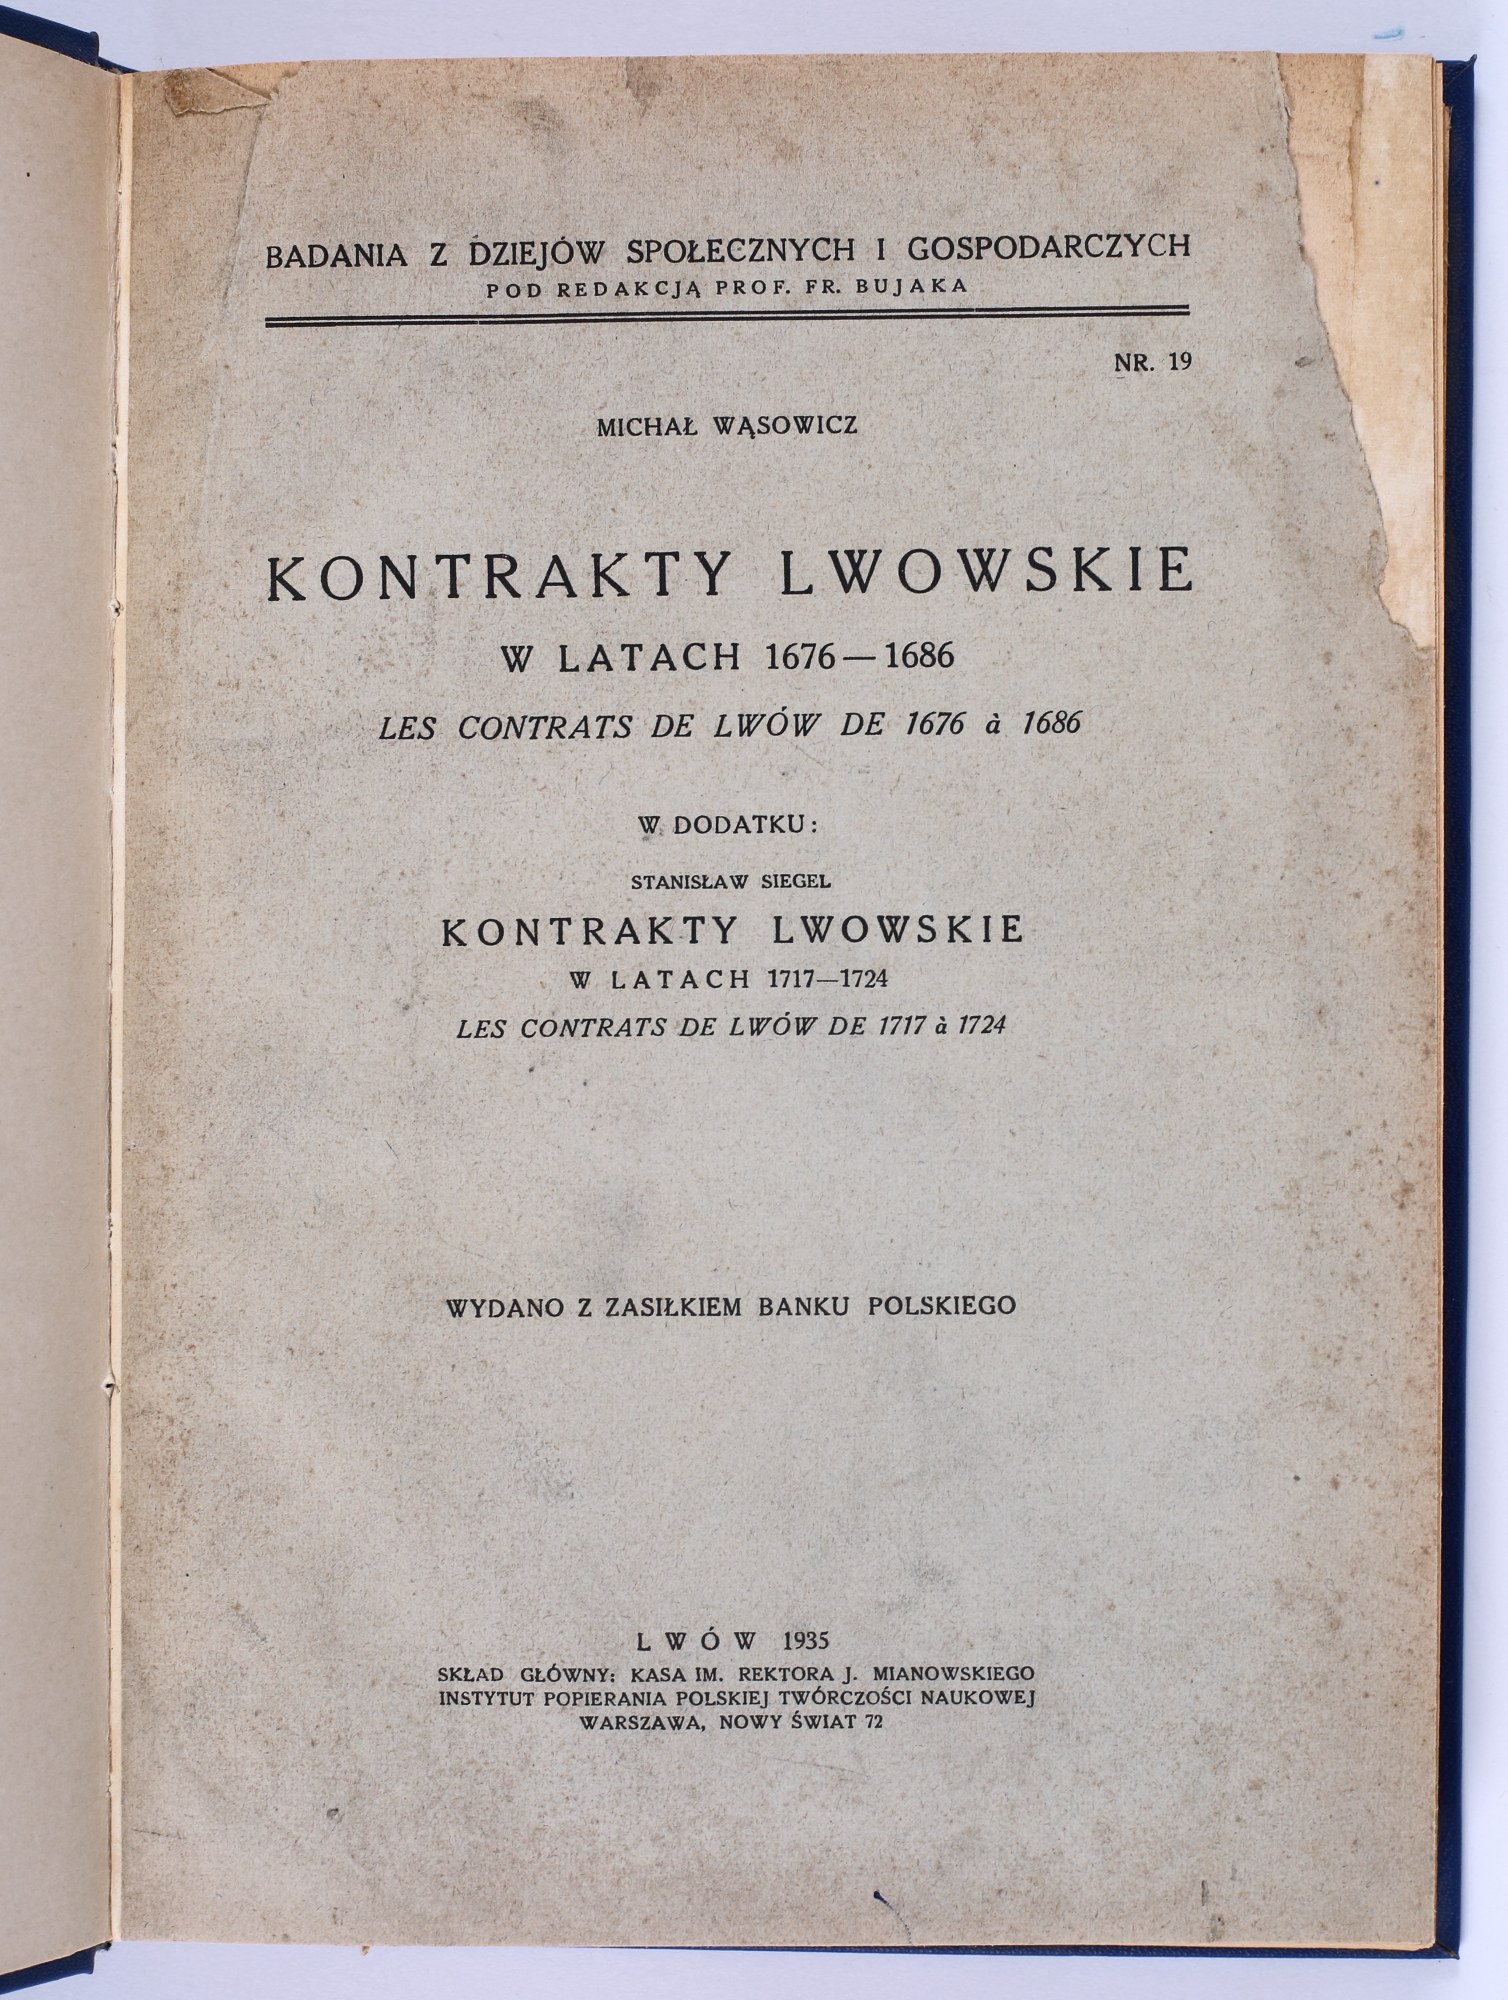 BADANIA Z DZIEJÓW SPOŁECZNYCH I GOSPODARCZYCH
POD REDAKCJĄ PROF. FR. BUJAKA
NR. 19
MICHAŁ WĄSOWICZ
KONTRAKTY LWOWSKIE
W LATACH 1676—1686
LES CONTRATS DE LWÓW DE 1676 à 1686
W DODATKU:
STANISŁAW SIEGEL
KONTRAKTY LWOWSKIE
W LATACH 1717—1724
LES CONTRATS DE LWÓW DE 1717 à 1724
WYDANO Z ZASIŁKIEM BANKU POLSKIEGO
LWÓW 1935
SKŁAD GŁÓWNY: KASA IM. REKTORA J. MIANOWSKIEGO
INSTYTUT POPIERANIA POLSKIEJ TWÓRCZOŚCI NAUKOWEJ
WARSZAWA, NOWY ŚWIAT 72